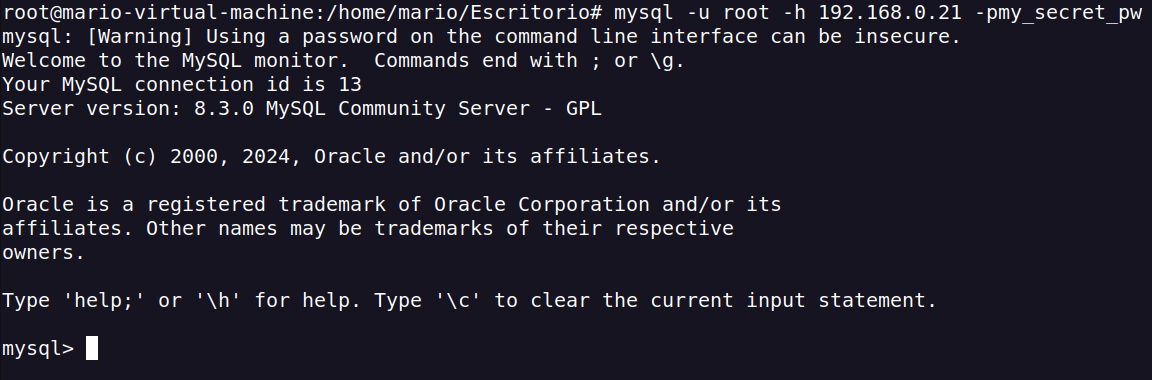 root@mario-virtual-machine:/home/mario/Escritorio# mysql -u root -h 192.168.0.21 -pmy_secret_pw
mysql: [Warning] Using a password on the command line interface can be insecure.
Welcome to the MySQL monitor.  Commands end with ; or \g.
Your MySQL connection id is 13
Server version: 8.3.0 MySQL Community Server - GPL

Copyright (c) 2000, 2024, Oracle and/or its affiliates.

Oracle is a registered trademark of Oracle Corporation and/or its
affiliates. Other names may be trademarks of their respective
owners.

Type 'help;' or '\h' for help. Type '\c' to clear the current input statement.

mysql>